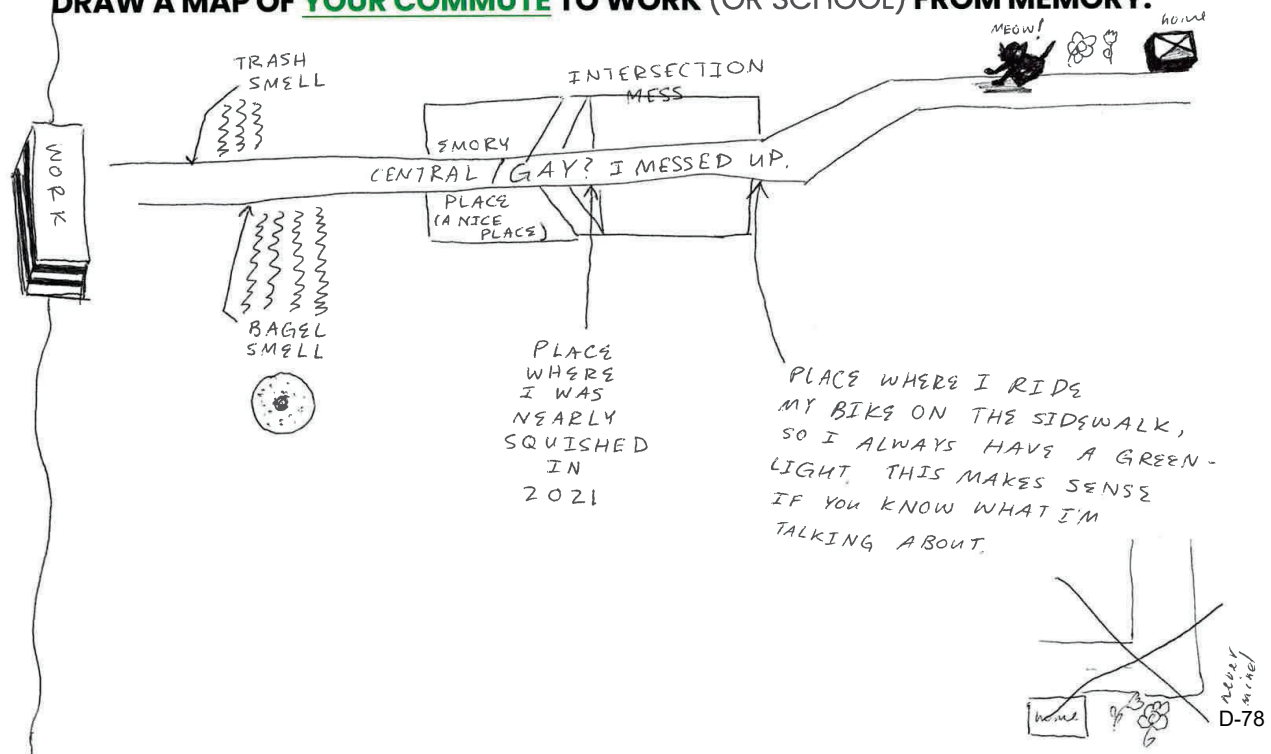 DRAW A MAP OF YOUR COMMUTE TO WORK (OR SCHOOL) FROM MEMORY.
MEOW!
home
TRASH
SMELL
INTERSECTION
MESS
WORK
EMORY
CENTRAL / GAY? I MESSED UP.
PLACE
(A NICE
PLACE)
BAGEL
SMELL
PLACE
WHERE
I WAS
NEARLY
SQUISHED
IN
2021
PLACE WHERE I RIDE
MY BIKE ON THE SIDEWALK,
SO I ALWAYS HAVE A GREEN-
LIGHT. THIS MAKES SENSE
IF YOU KNOW WHAT I'M
TALKING ABOUT.
home
never
mind
D-78